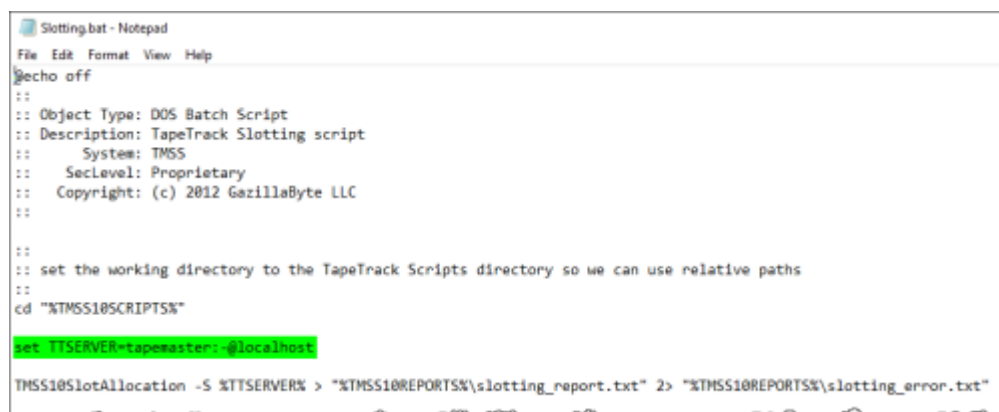 Slotting.bat - Notepad
File Edit Format View Help
@echo off
::
:: Object Type: DOS Batch Script
:: Description: TapeTrack Slotting script
::      System: TMSS
::    SecLevel: Proprietary
::   Copyright: (c) 2012 GazillaByte LLC
::
::
:: set the working directory to the TapeTrack Scripts directory so we can use relative paths
::
cd "%TMSS10SCRIPTS%"
set TTSERVER=tapemaster:-@localhost
TMSS10SlotAllocation -S %TTSERVER% > "%TMSS10REPORTS%\slotting_report.txt" 2> "%TMSS10REPORTS%\slotting_error.txt"